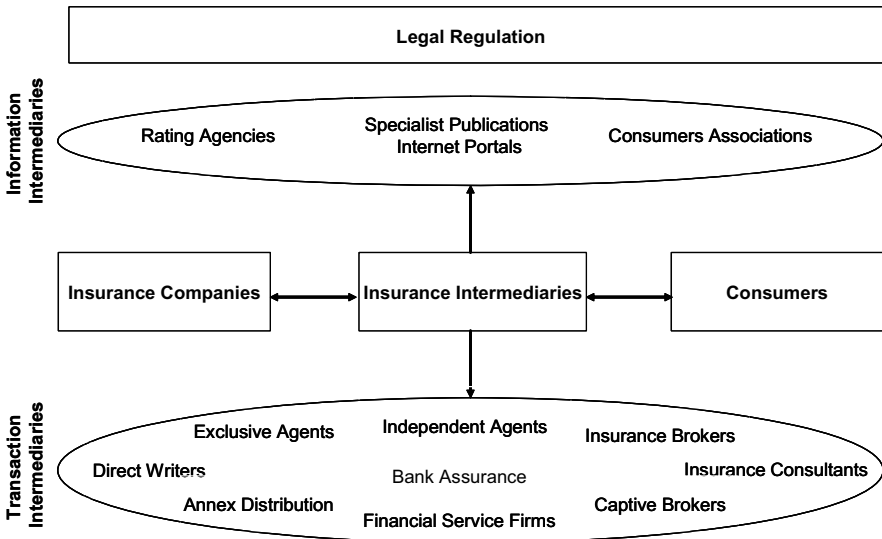 Legal Regulation
Information
Intermediaries
Rating Agencies
Specialist Publications
Internet Portals
Consumers Associations
Insurance Companies
Insurance Intermediaries
Consumers
Transaction
Intermediaries
Exclusive Agents
Independent Agents
Insurance Brokers
Direct Writers
Bank Assurance
Insurance Consultants
Annex Distribution
Financial Service Firms
Captive Brokers